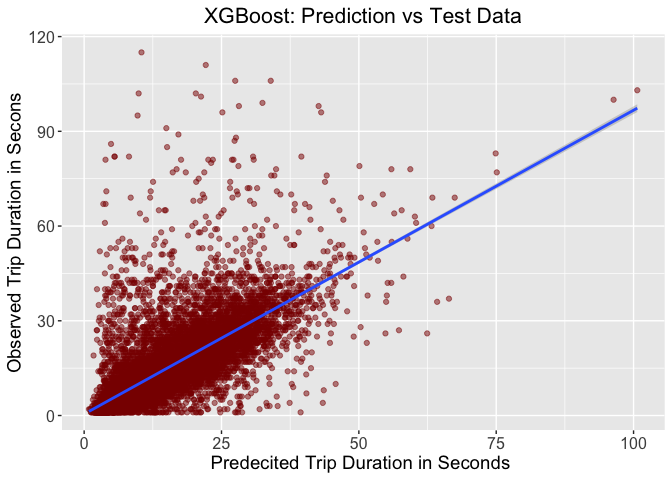 XGBoost: Prediction vs Test Data
Observed Trip Duration in Secons
120
90
60
30
0
0 25 50 75 100
Predecited Trip Duration in Seconds